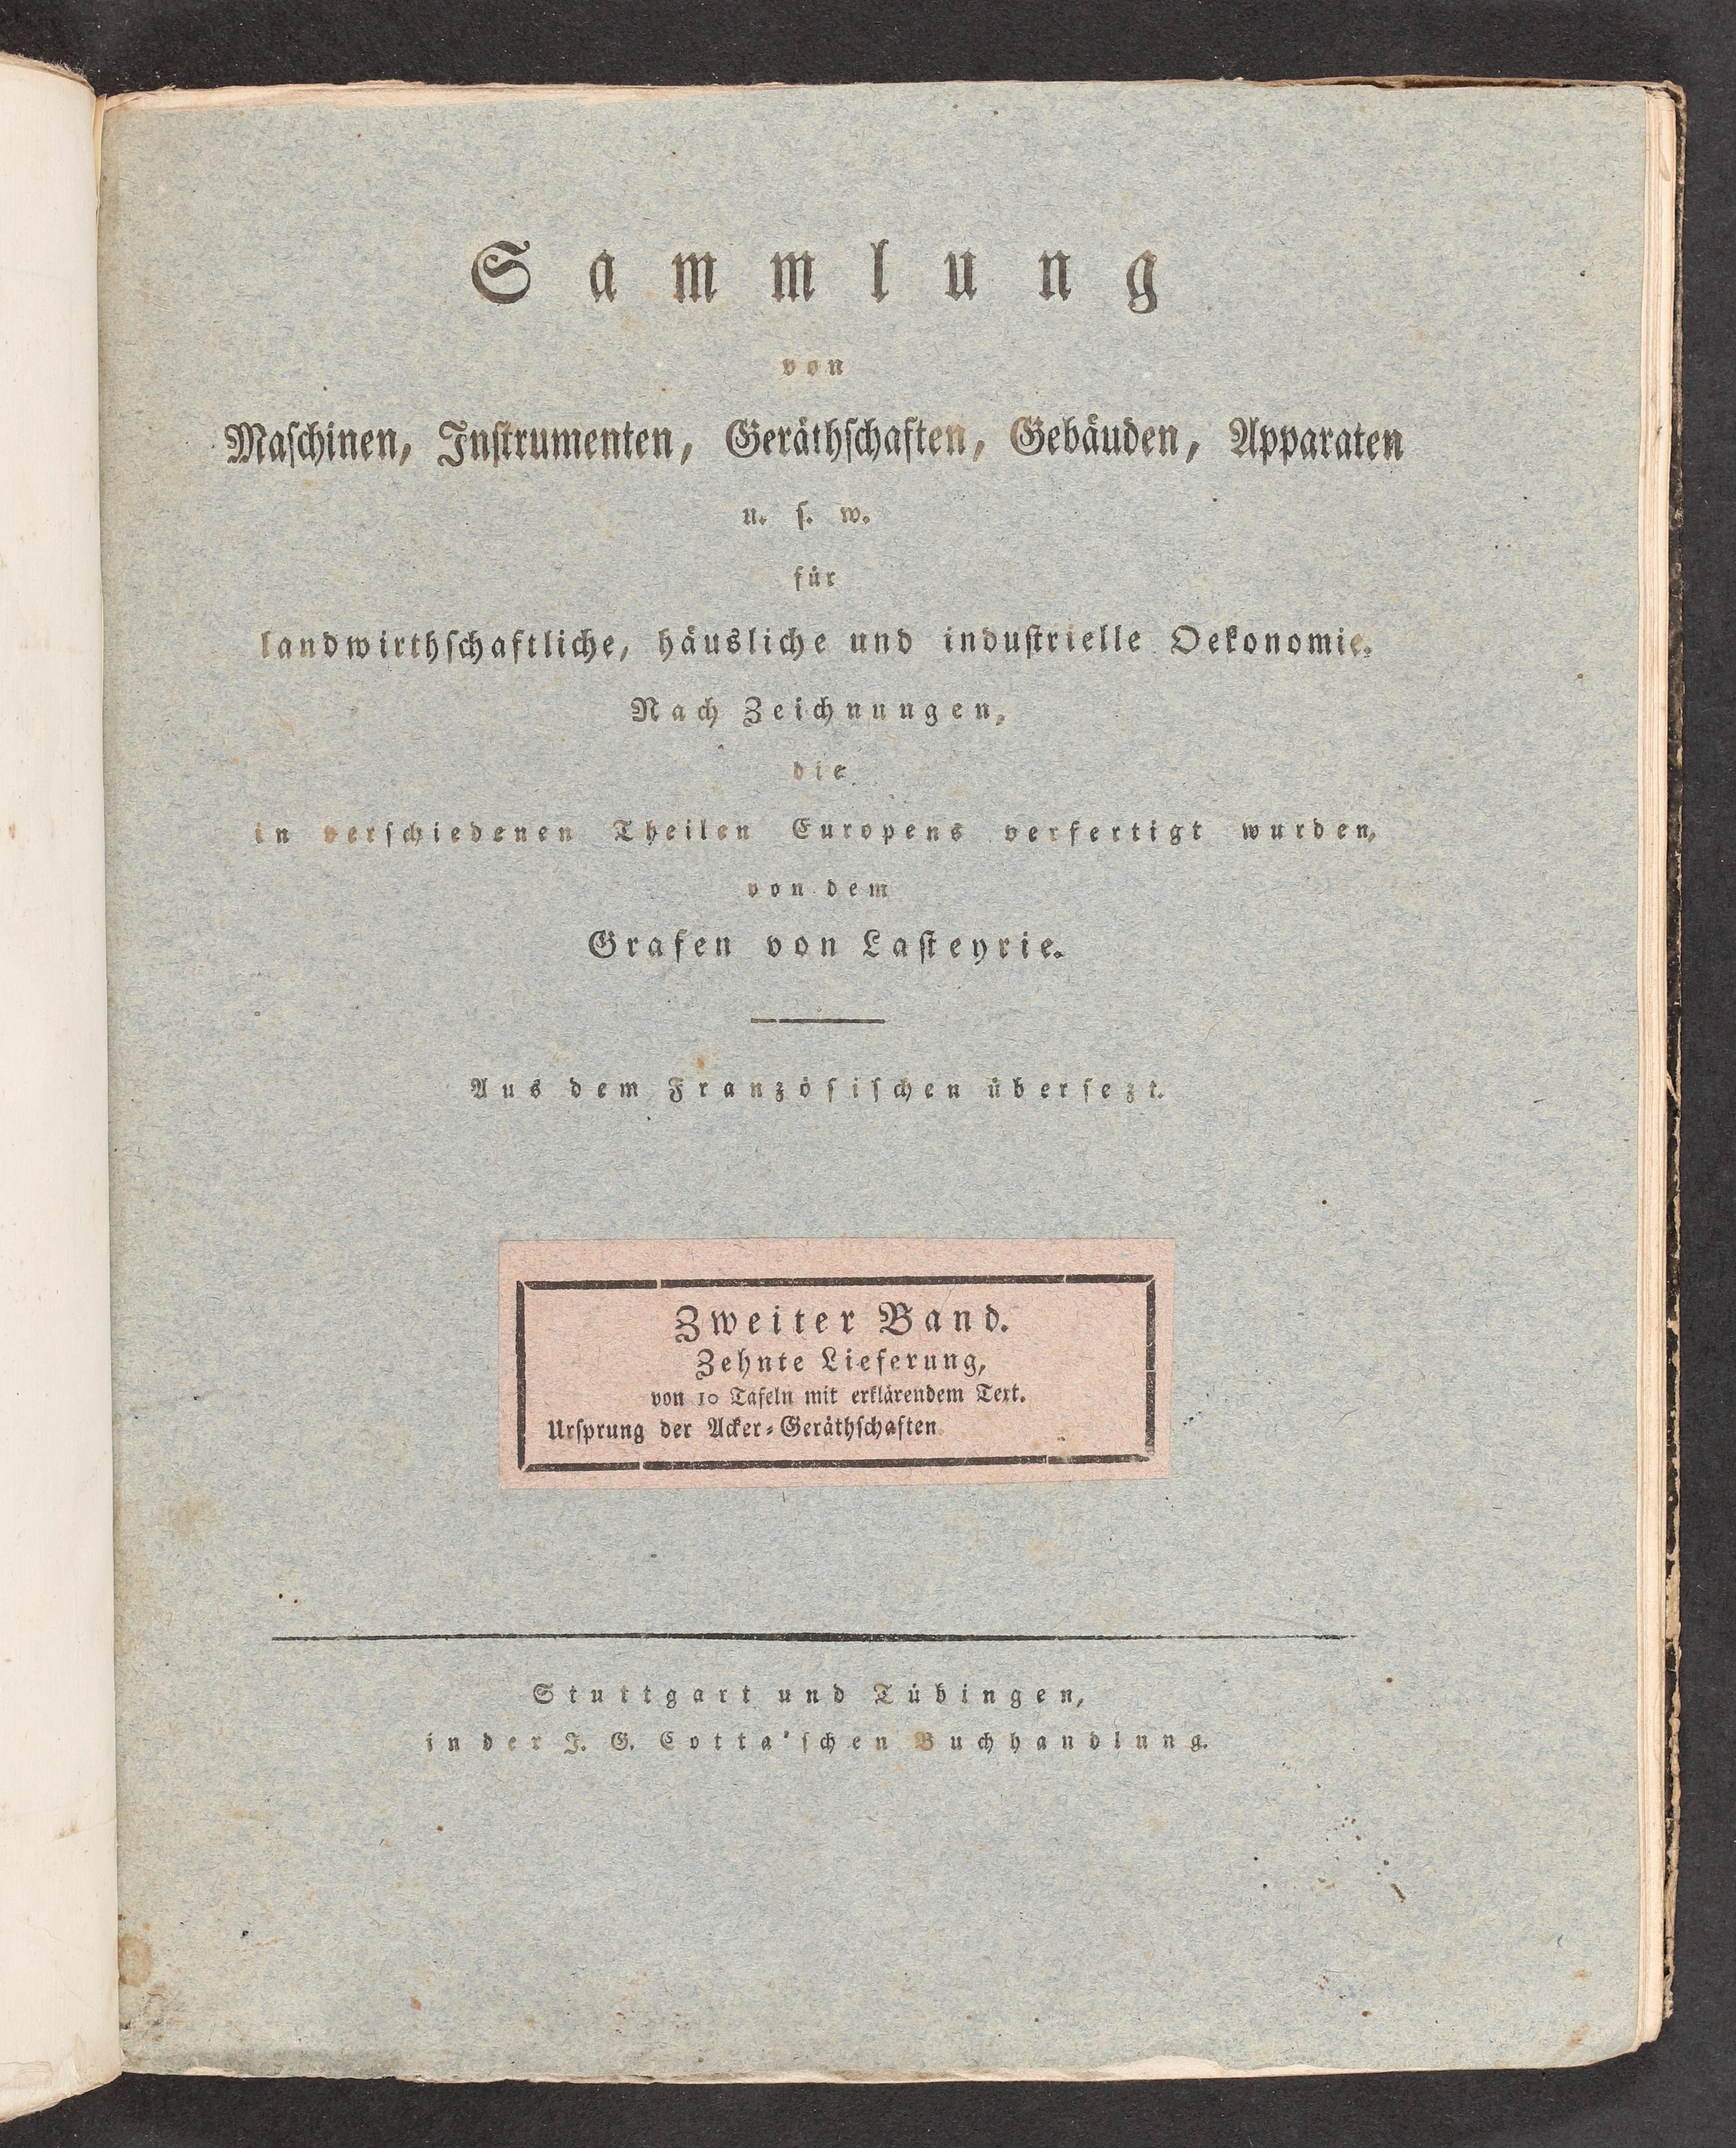 Sammlung
von
Maschinen, Instrumenten, Geräthschaften, Gebäuden, Apparaten
u. s. w.
für
landwirthschaftliche, häusliche und industrielle Oekonomie.
Nach Zeichnungen,
die
in verschiedenen Theilen Europens verfertigt wurden,
von dem
Grafen von Lasteyrie.
Aus dem Französischen übersezt.
Zweiter Band.
Zehnte Lieferung,
von 10 Tafeln mit erklärendem Text.
Ursprung der Acker-Geräthschaften.
Stuttgart und Tübingen,
in der J. G. Cotta'schen Buchhandlung.